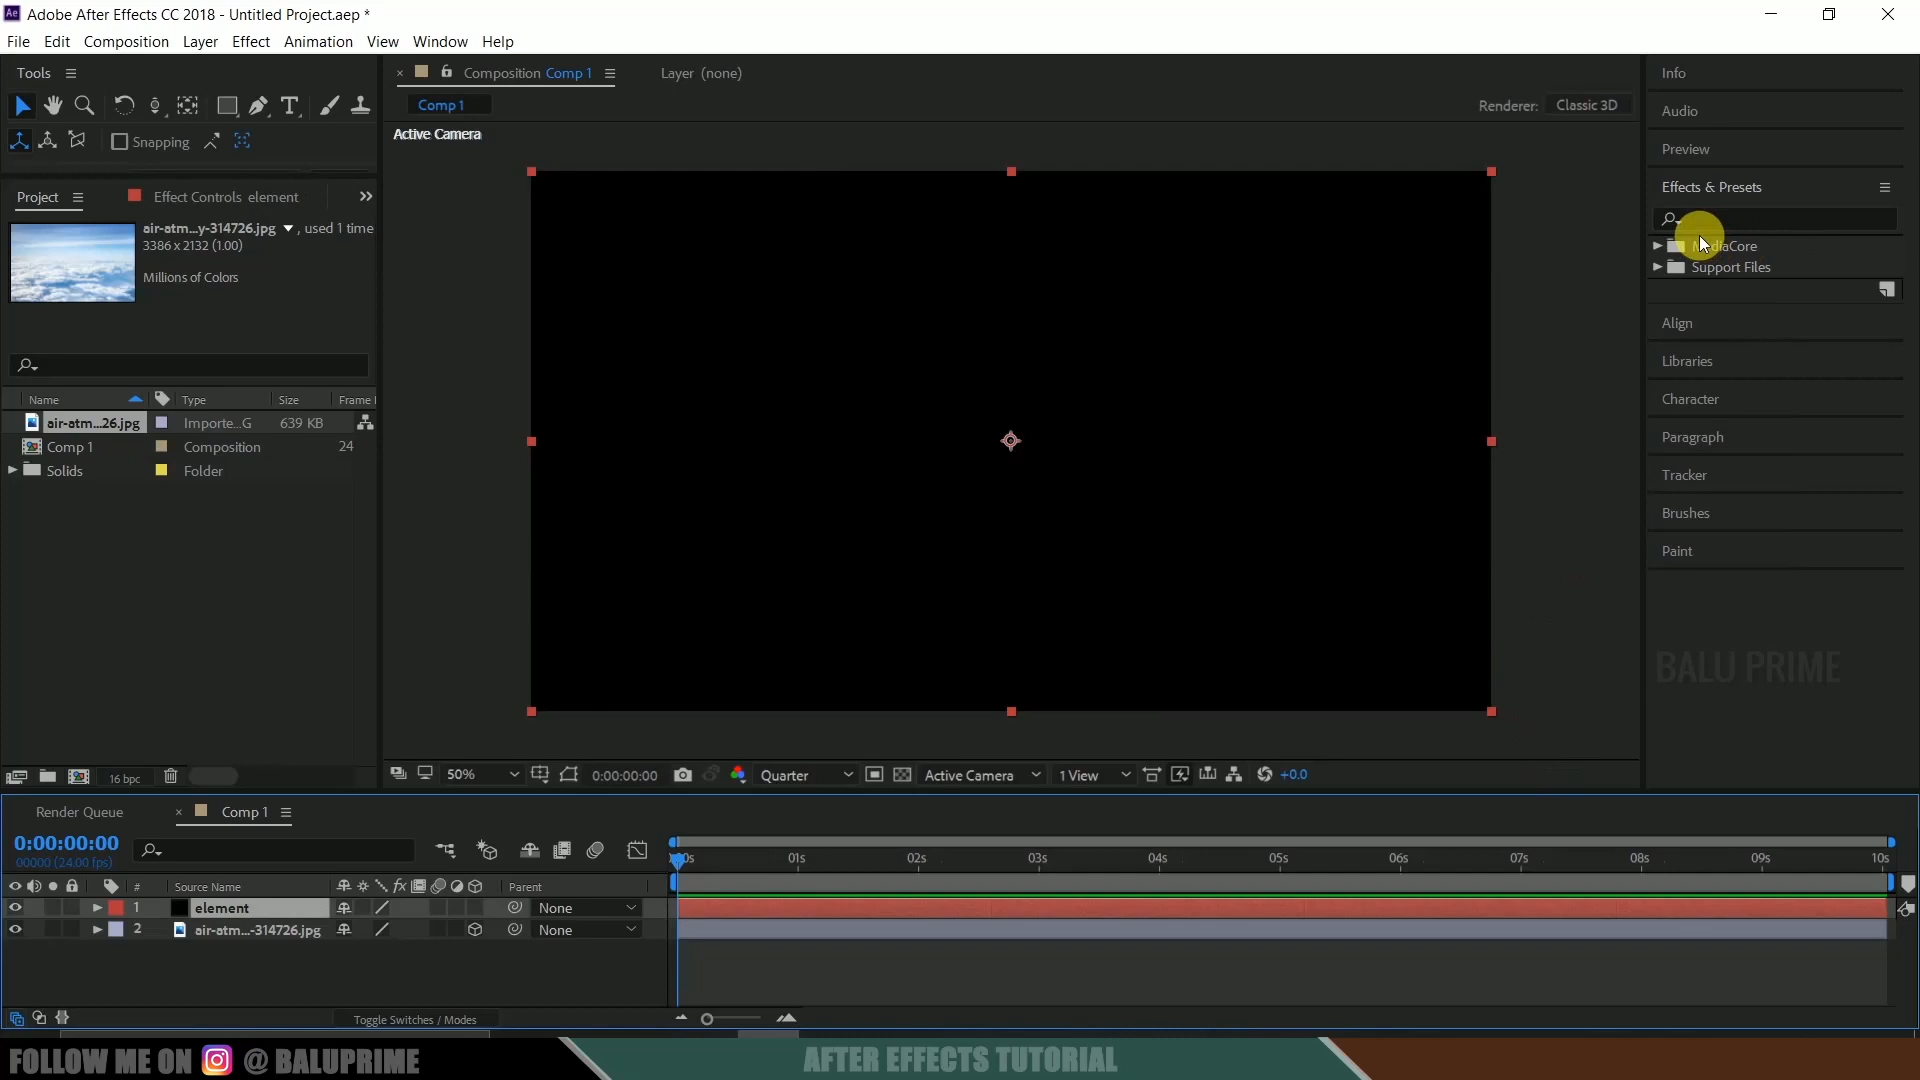 Adobe After Effects CC 2018 - Untitled Project.aep *
File Edit Composition Layer Effect Animation View Window Help
Tools
Snapping
Project
Effect Controls element
air-atm...y-314726.jpg , used 1 time
3386 x 2132 (1.00)
Millions of Colors
Name Type Size Frame
air-atm...26.jpg Importe...G 639 KB
Comp 1 Composition 24
Solids Folder
16 bpc
Composition Comp 1
Layer (none)
Comp 1
Renderer: Classic 3D
Active Camera
50%
0:00:00:00
Quarter
Active Camera
1 View
+0.0
Info
Audio
Preview
Effects & Presets
MediaCore
Support Files
Align
Libraries
Character
Paragraph
Tracker
Brushes
Paint
BALU PRIME
Render Queue
Comp 1
0:00:00:00
00000 (24.00 fps)
01s 02s 03s 04s 05s 06s 07s 08s 09s 10s
# Source Name Parent
1 element None
2 air-atm...-314726.jpg None
Toggle Switches / Modes
FOLLOW ME ON @ BALUPRIME
AFTER EFFECTS TUTORIAL